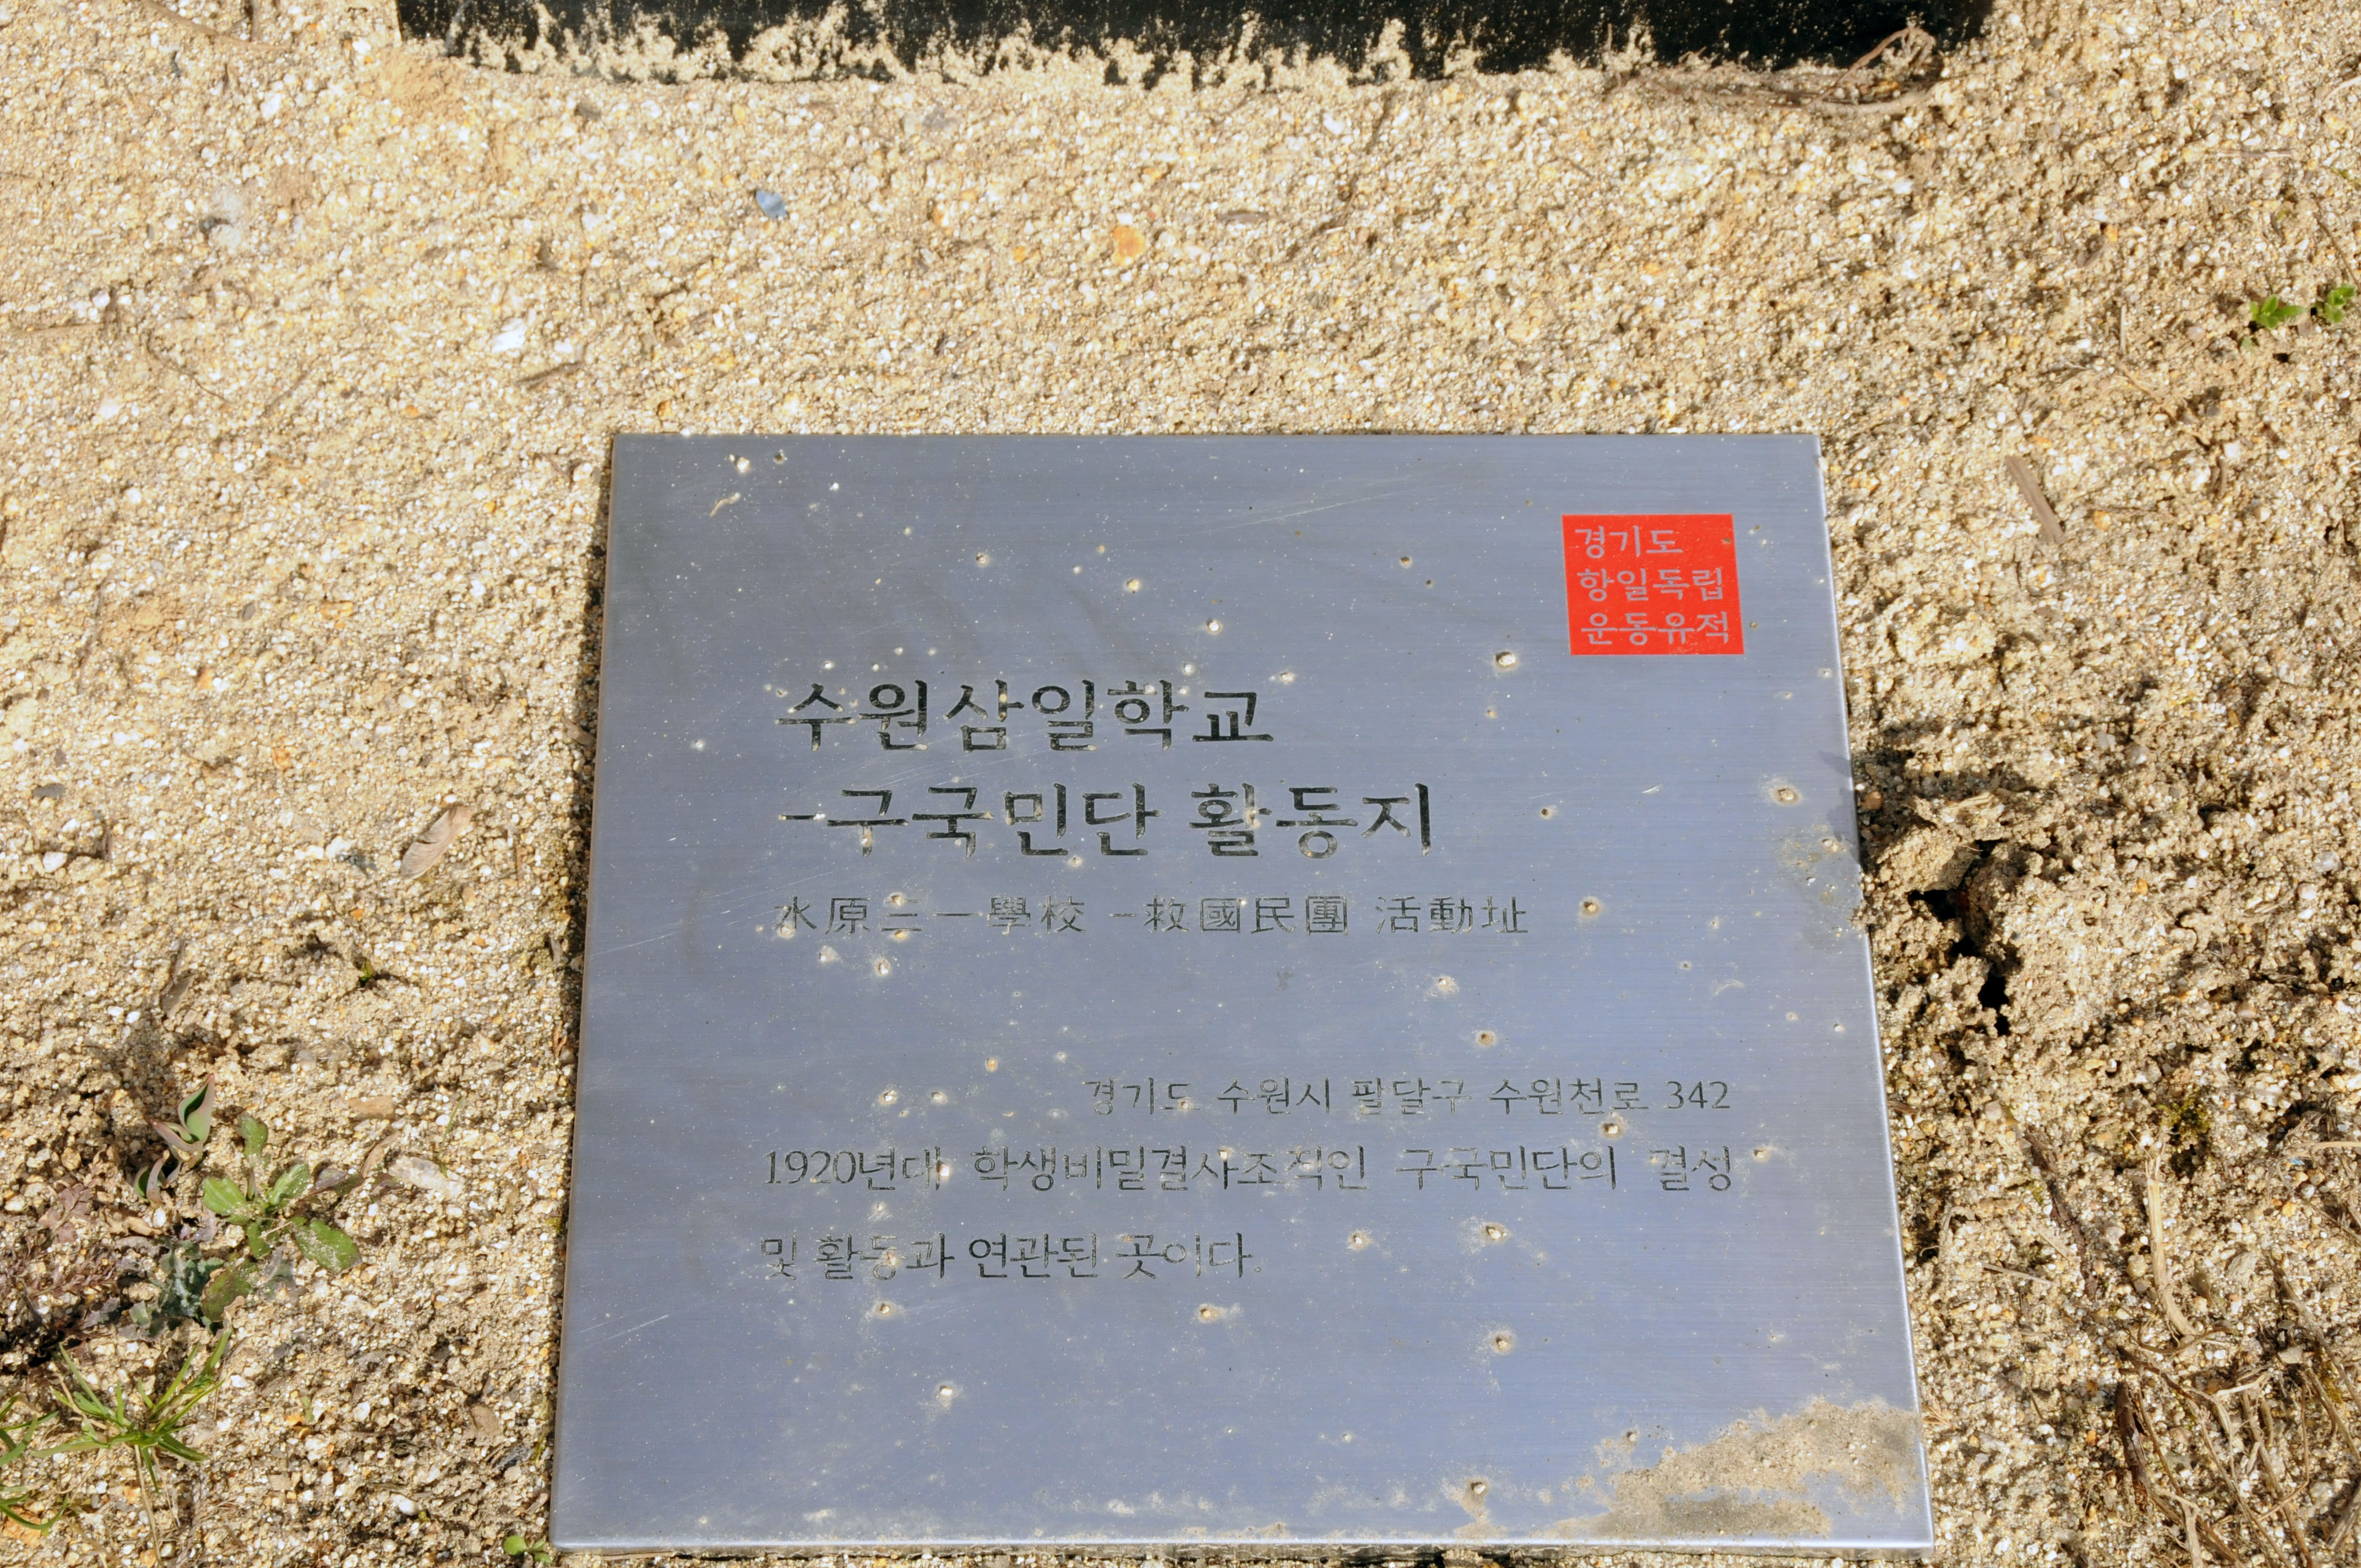 경기도
항일독립
운동유적
수원삼일학교
-구국민단 활동지
水原三一學校 -救國民團 活動址
경기도 수원시 팔달구 수원천로 342
1920년대 학생비밀결사조직인 구국민단의 결성
및 활동과 연관된 곳이다.